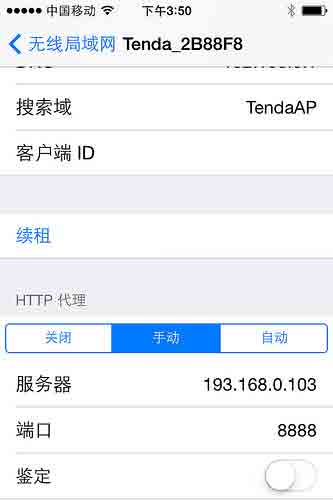 中国移动 下午3:50
无线局域网 Tenda_2B88F8
搜索域 TendaAP
客户端 ID
续租
HTTP 代理
关闭 手动 自动
服务器 193.168.0.103
端口 8888
鉴定